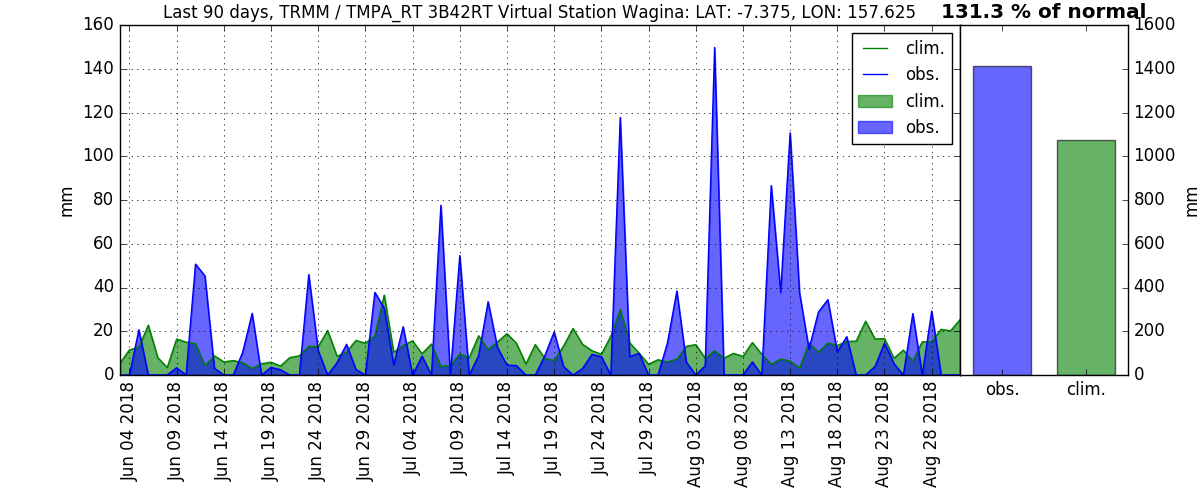 Last 90 days, TRMM / TMPA_RT 3B42RT Virtual Station Wagina: LAT: -7.375, LON: 157.625
131.3 % of normal
160
140
120
100
80
60
40
20
0
mm
clim.
obs.
clim.
obs.
Jun 04 2018
Jun 09 2018
Jun 14 2018
Jun 19 2018
Jun 24 2018
Jun 29 2018
Jul 04 2018
Jul 09 2018
Jul 14 2018
Jul 19 2018
Jul 24 2018
Jul 29 2018
Aug 03 2018
Aug 08 2018
Aug 13 2018
Aug 18 2018
Aug 23 2018
Aug 28 2018
1600
1400
1200
1000
800
600
400
200
0
mm
obs.
clim.